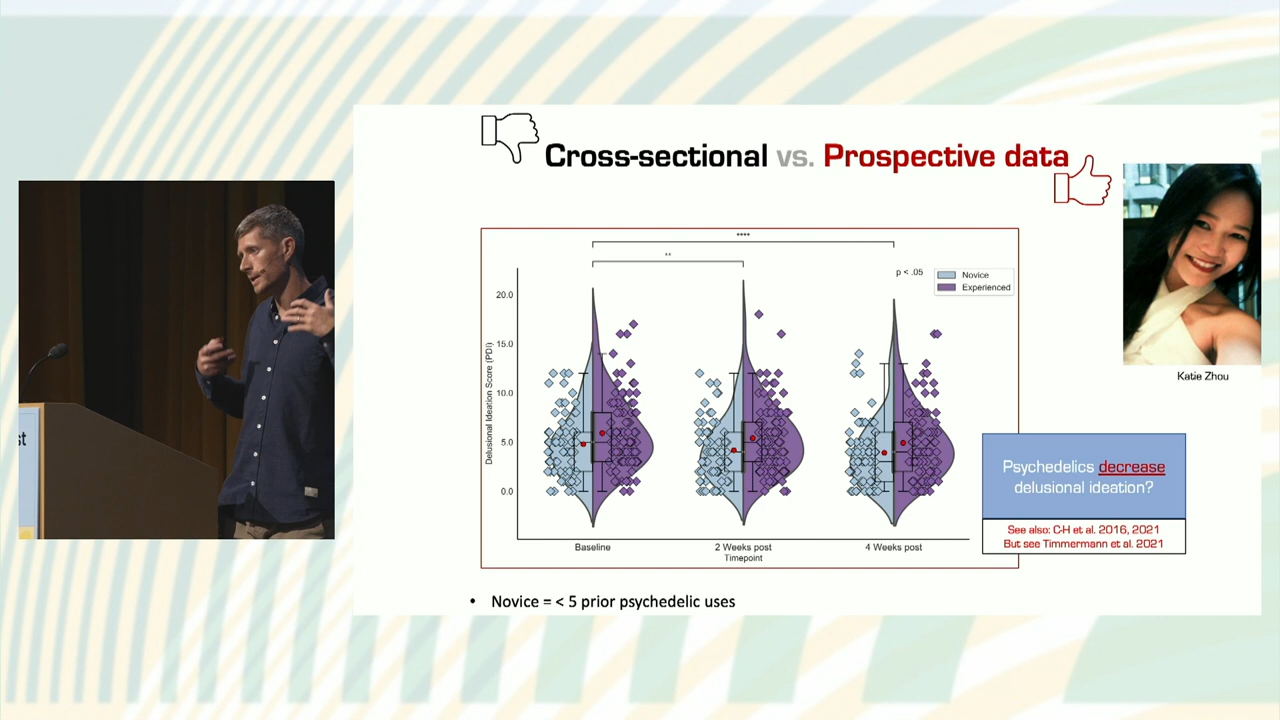 Cross-sectional vs. Prospective data
Katie Zhou
****
**
p < .05
Novice
Experienced
Delusional Ideation Score (PDI)
20.0
15.0
10.0
5.0
0.0
Baseline
2 Weeks post
4 Weeks post
Timepoint
Psychedelics decrease
delusional ideation?
See also: C-H et al. 2016, 2021
But see Timmermann et al. 2021
• Novice = < 5 prior psychedelic uses
st